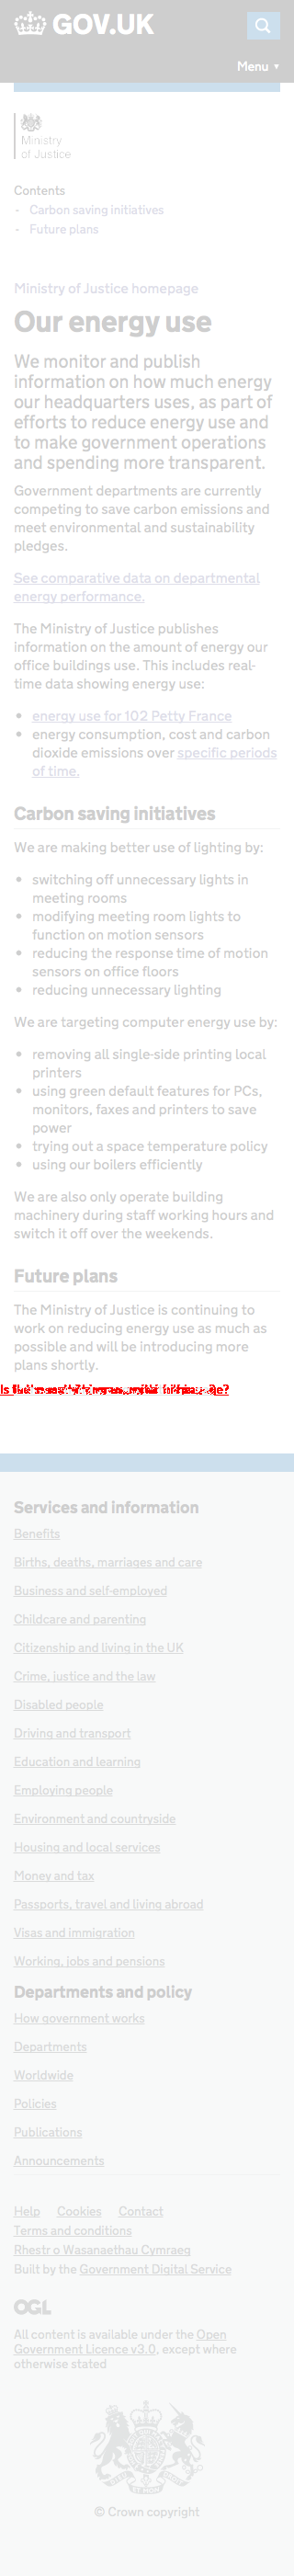 GOV.UK
Menu ▼
Ministry
of Justice
Contents
- Carbon saving initiatives
- Future plans
Ministry of Justice homepage
Our energy use
We monitor and publish
information on how much energy
our headquarters uses, as part of
efforts to reduce energy use and
to make government operations
and spending more transparent.
Government departments are currently
competing to save carbon emissions and
meet environmental and sustainability
pledges.
See comparative data on departmental
energy performance.
The Ministry of Justice publishes
information on the amount of energy our
office buildings use. This includes real-
time data showing energy use:
• energy use for 102 Petty France
• energy consumption, cost and carbon
dioxide emissions over specific periods
of time.
Carbon saving initiatives
We are making better use of lighting by:
• switching off unnecessary lights in
meeting rooms
• modifying meeting room lights to
function on motion sensors
• reducing the response time of motion
sensors on office floors
• reducing unnecessary lighting
We are targeting computer energy use by:
• removing all single-side printing local
printers
• using green default features for PCs,
monitors, faxes and printers to save
power
• trying out a space temperature policy
• using our boilers efficiently
We are also only operate building
machinery during staff working hours and
switch it off over the weekends.
Future plans
The Ministry of Justice is continuing to
work on reducing energy use as much as
possible and will be introducing more
plans shortly.
Services and information
Benefits
Births, deaths, marriages and care
Business and self-employed
Childcare and parenting
Citizenship and living in the UK
Crime, justice and the law
Disabled people
Driving and transport
Education and learning
Employing people
Environment and countryside
Housing and local services
Money and tax
Passports, travel and living abroad
Visas and immigration
Working, jobs and pensions
Departments and policy
How government works
Departments
Worldwide
Policies
Publications
Announcements
Help Cookies Contact
Terms and conditions
Rhestr o Wasanaethau Cymraeg
Built by the Government Digital Service
OGL
All content is available under the Open
Government Licence v3.0, except where
otherwise stated
© Crown copyright